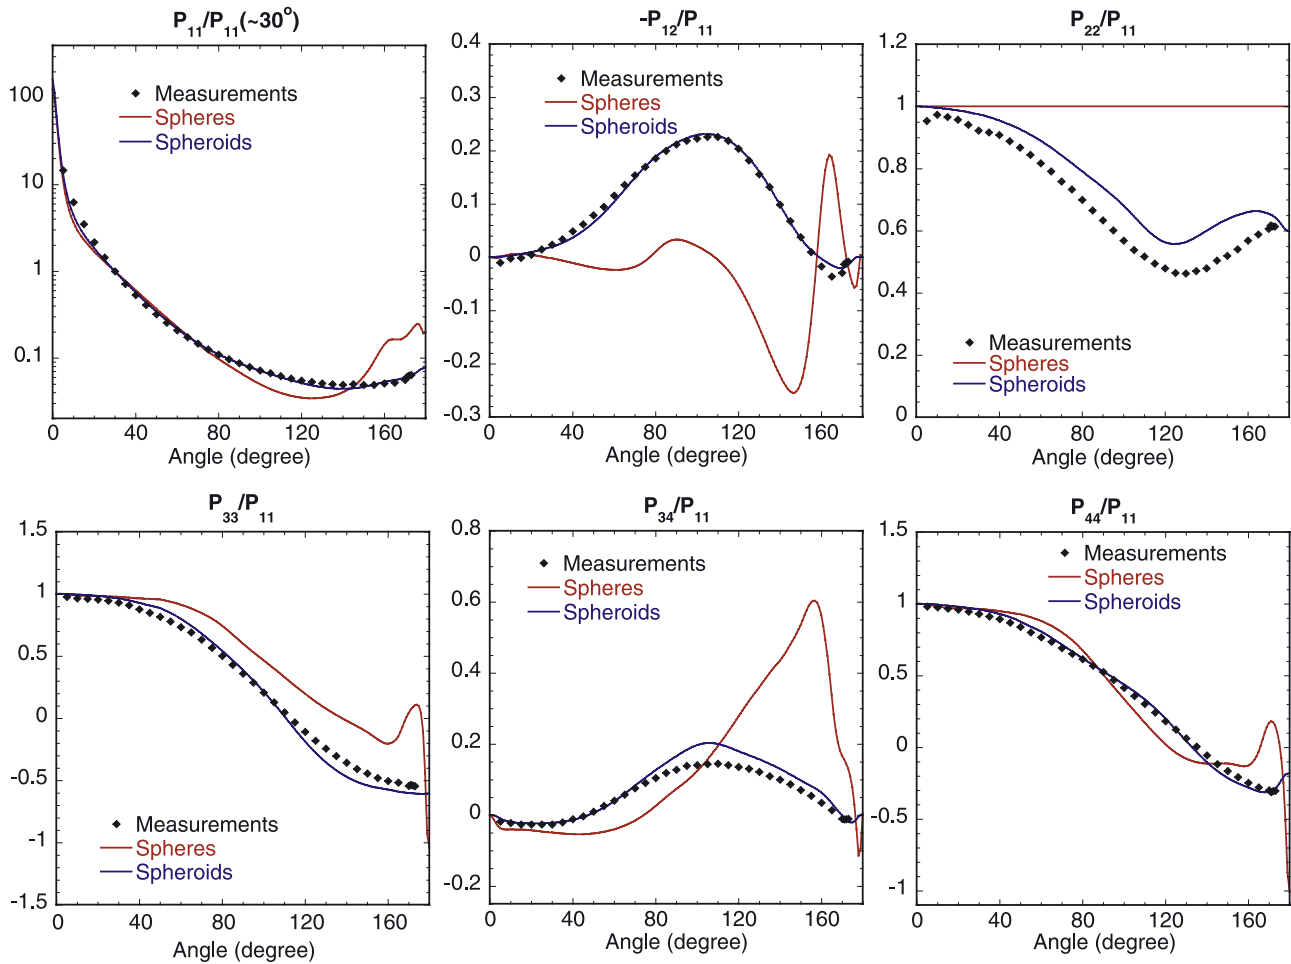 P11/P11(~30o)
100
10
1
0.1
Measurements
Spheres
Spheroids
0 40 80 120 160
Angle (degree)
-P12/P11
0.4
0.3
0.2
0.1
0
-0.1
-0.2
-0.3
Measurements
Spheres
Spheroids
0 40 80 120 160
Angle (degree)
P22/P11
1.2
1
0.8
0.6
0.4
0.2
0
Measurements
Spheres
Spheroids
0 40 80 120 160
Angle (degree)
P33/P11
1.5
1
0.5
0
-0.5
-1
-1.5
Measurements
Spheres
Spheroids
0 40 80 120 160
Angle (degree)
P34/P11
0.8
0.6
0.4
0.2
0
-0.2
Measurements
Spheres
Spheroids
0 40 80 120 160
Angle (degree)
P44/P11
1.5
1
0.5
0
-0.5
-1
Measurements
Spheres
Spheroids
0 40 80 120 160
Angle (degree)